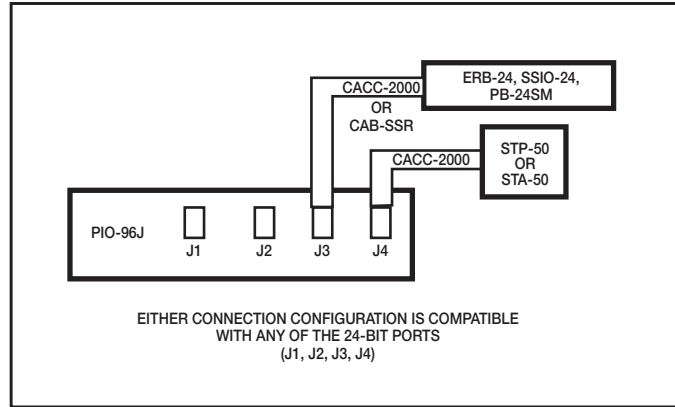 CACC-2000
OR
CAB-SSR
ERB-24, SSIO-24,
PB-24SM
CACC-2000
STP-50
OR
STA-50
PIO-96J
J1
J2
J3
J4
EITHER CONNECTION CONFIGURATION IS COMPATIBLE
WITH ANY OF THE 24-BIT PORTS
(J1, J2, J3, J4)